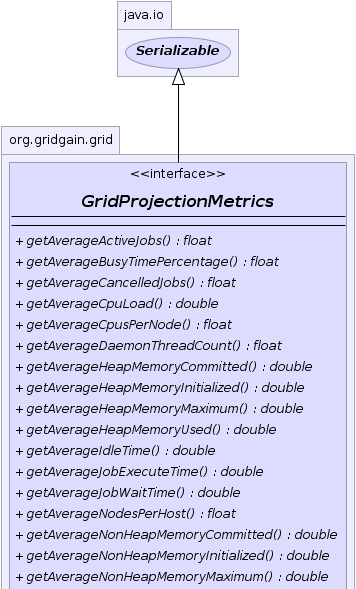 java.io
Serializable
org.gridgain.grid
<<interface>>
GridProjectionMetrics
+ getAverageActiveJobs() : float
+ getAverageBusyTimePercentage() : float
+ getAverageCancelledJobs() : float
+ getAverageCpuLoad() : double
+ getAverageCpusPerNode() : float
+ getAverageDaemonThreadCount() : float
+ getAverageHeapMemoryCommitted() : double
+ getAverageHeapMemoryInitialized() : double
+ getAverageHeapMemoryMaximum() : double
+ getAverageHeapMemoryUsed() : double
+ getAverageIdleTime() : double
+ getAverageJobExecuteTime() : double
+ getAverageJobWaitTime() : double
+ getAverageNodesPerHost() : float
+ getAverageNonHeapMemoryCommitted() : double
+ getAverageNonHeapMemoryInitialized() : double
+ getAverageNonHeapMemoryMaximum() : double